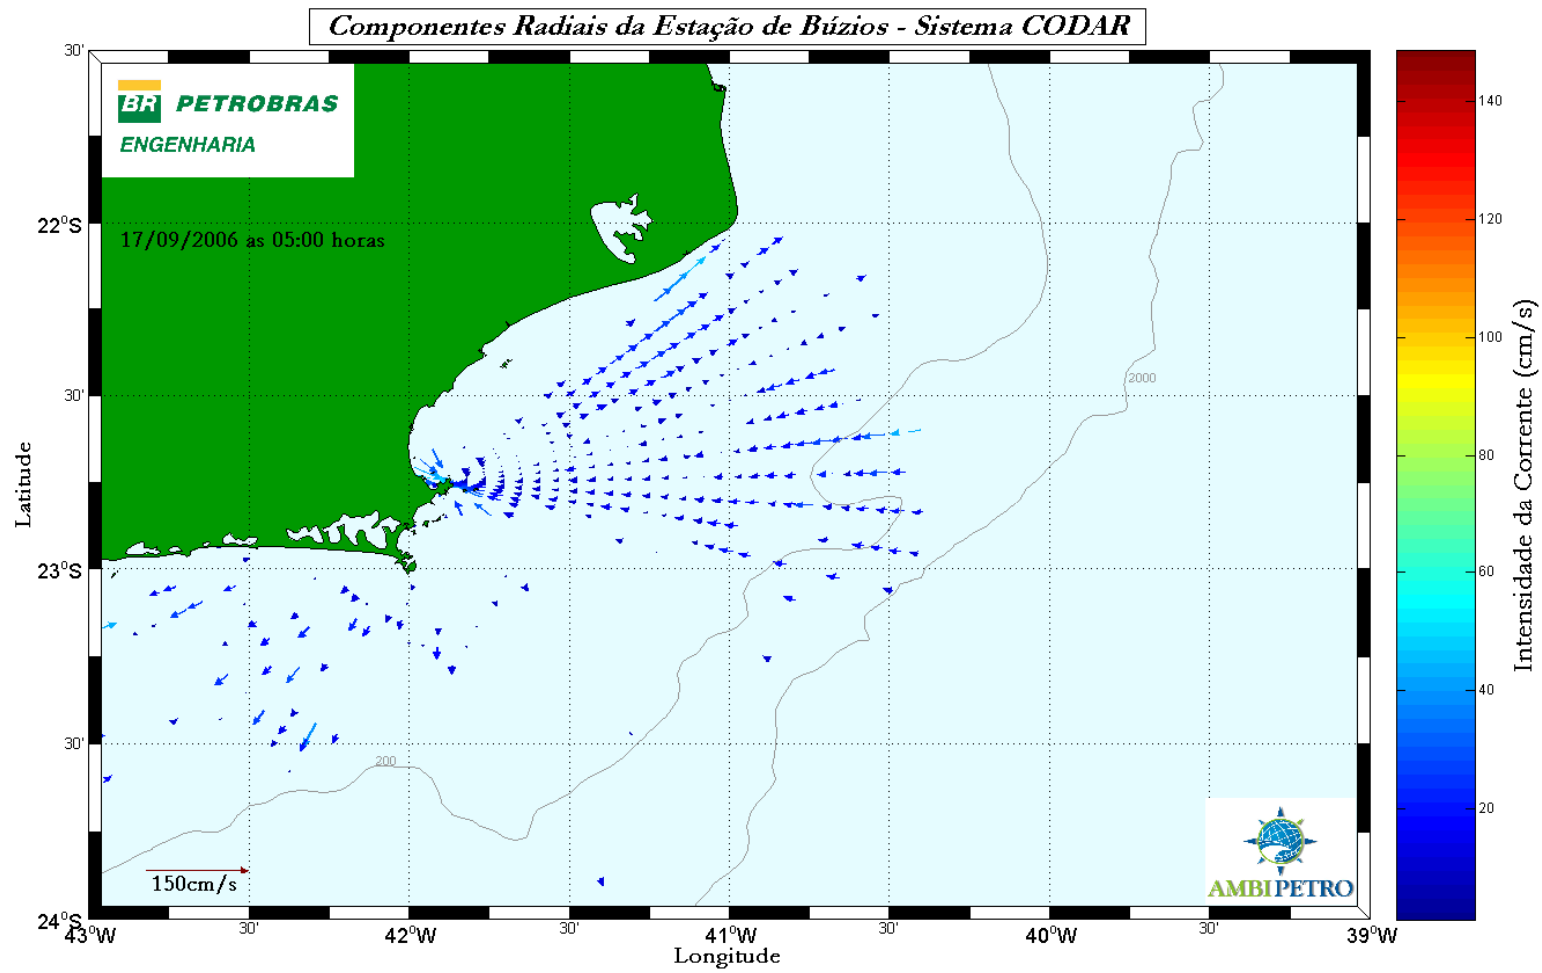 Componentes Radiais da Estação de Búzios - Sistema CODAR
BR PETROBRAS
ENGENHARIA
17/09/2006 as 05:00 horas
30'
22°S
30'
23°S
30'
24°S
Latitude
43°W
30'
42°W
30'
41°W
30'
40°W
30'
39°W
Longitude
200
2000
150cm/s
AMBIPETRO
140
120
100
80
60
40
20
Intensidade da Corrente (cm/s)